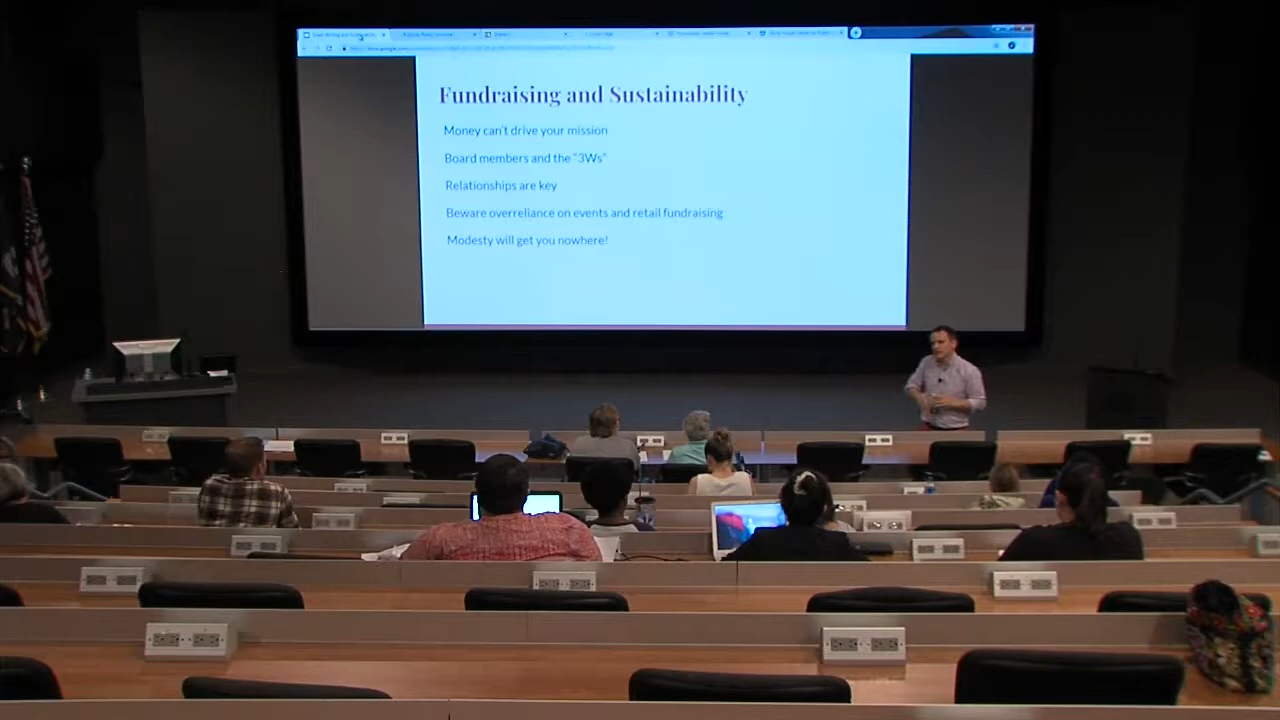 Fundraising and Sustainability
Money can't drive your mission
Board members and the "3Ws"
Relationships are key
Beware overreliance on events and retail fundraising
Modesty will get you nowhere!